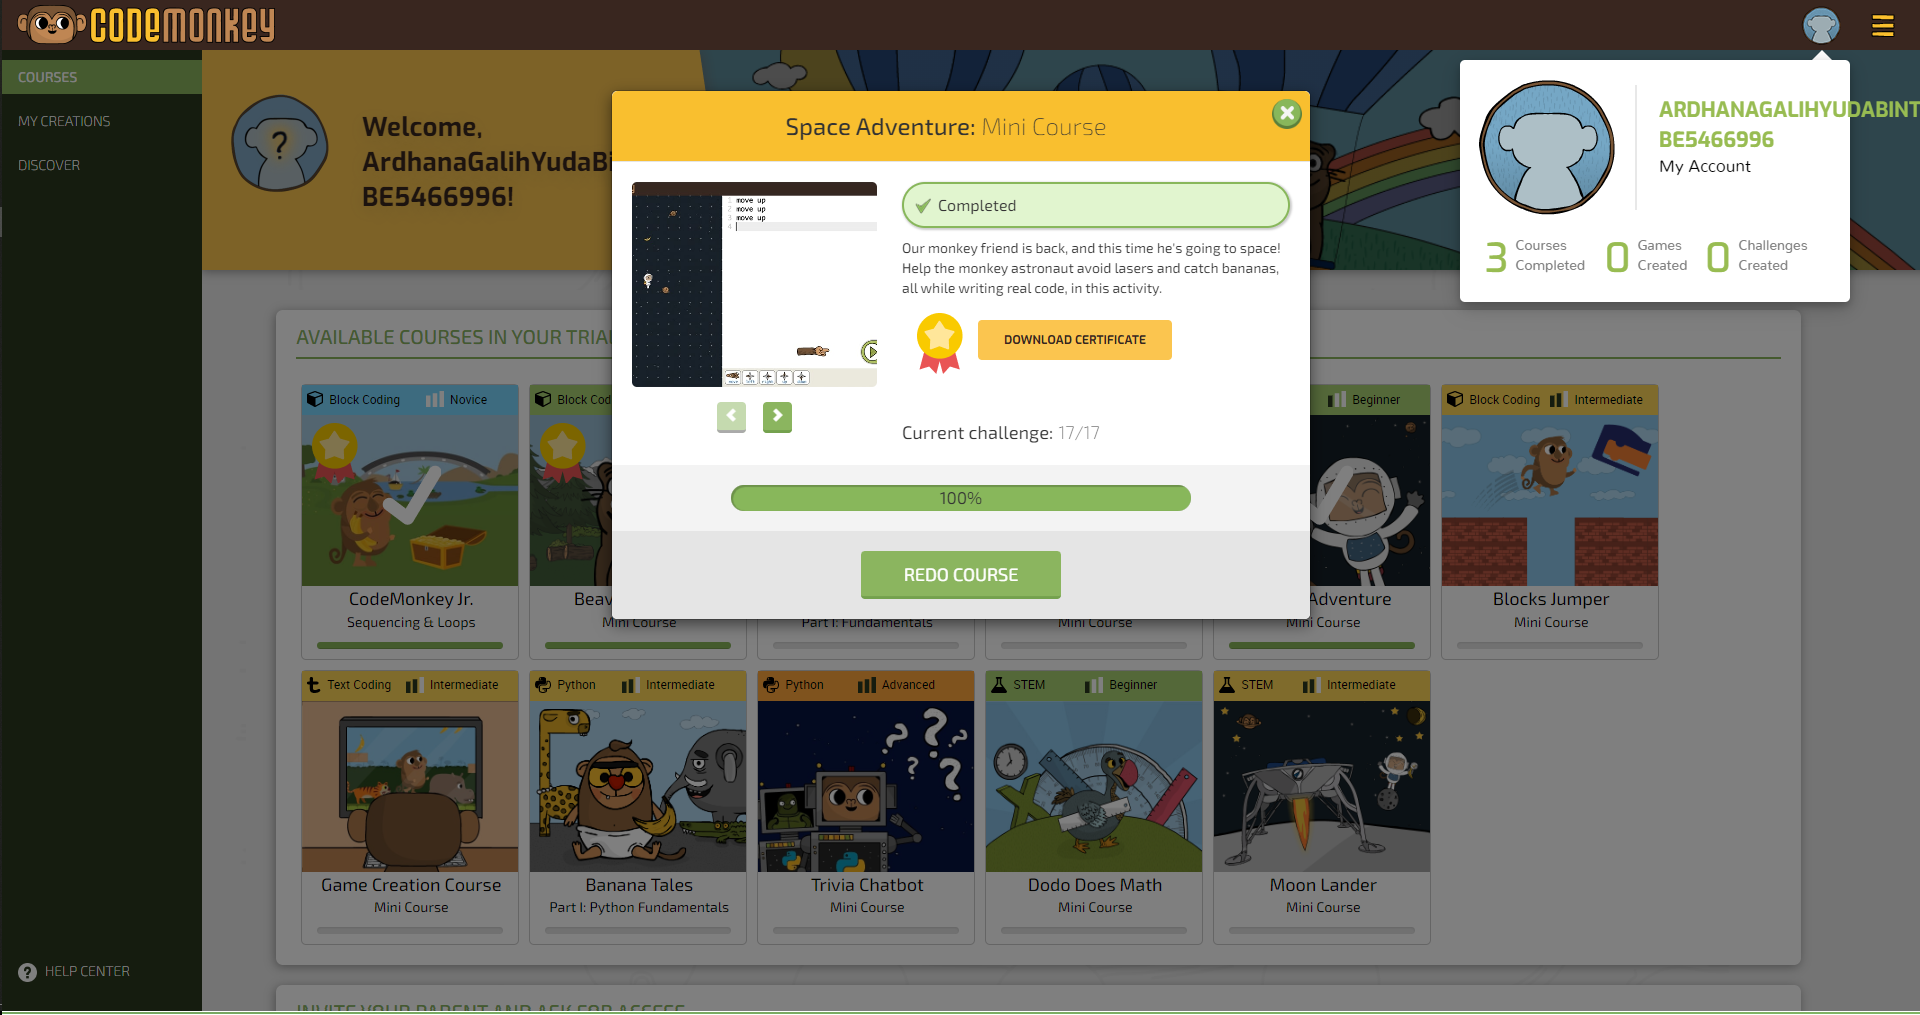 CODEMONKEY
COURSES
MY CREATIONS
DISCOVER
HELP CENTER
Welcome,
ArdhanaGalihYudaBi
BE5466996!
ARDHANAGALIHYUDABINT
BE5466996
My Account
3 Courses Completed
0 Games Created
0 Challenges Created
Space Adventure: Mini Course
1 move up
2 move up
3 move up
4
Completed
Our monkey friend is back, and this time he's going to space!
Help the monkey astronaut avoid lasers and catch bananas,
all while writing real code, in this activity.
DOWNLOAD CERTIFICATE
Current challenge: 17/17
100%
REDO COURSE
AVAILABLE COURSES IN YOUR TRIA
Block Coding Novice
CodeMonkey Jr.
Sequencing & Loops
Block Cod
Beav
Mini Course
Part I: Fundamentals
Mini Course
Beginner
Adventure
Mini Course
Block Coding Intermediate
Blocks Jumper
Mini Course
Text Coding Intermediate
Game Creation Course
Mini Course
Python Intermediate
Banana Tales
Part I: Python Fundamentals
Python Advanced
Trivia Chatbot
Mini Course
STEM Beginner
Dodo Does Math
Mini Course
STEM Intermediate
Moon Lander
Mini Course
INVITE YOUR PARENT AND ASK FOR ACCESS